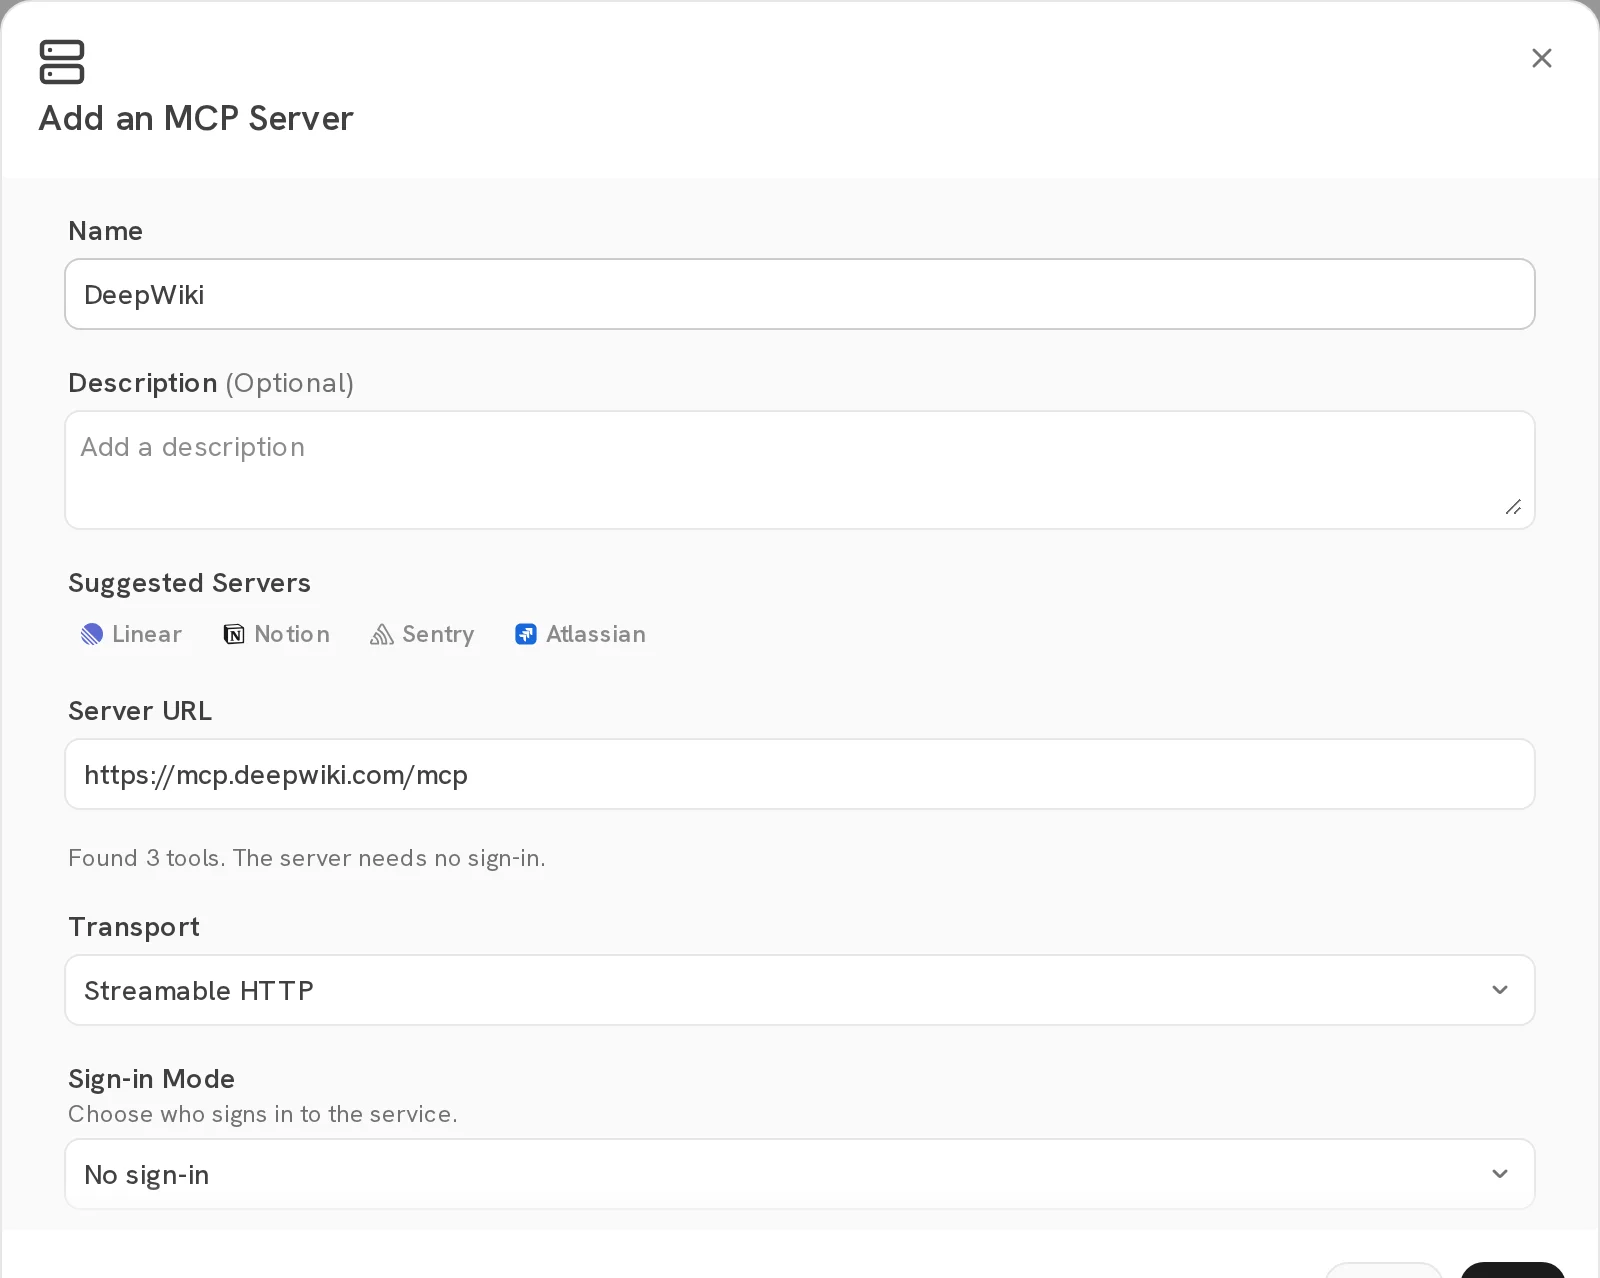 Add an MCP Server
Name
DeepWiki
Description (Optional)
Add a description
Suggested Servers
Linear Notion Sentry Atlassian
Server URL
https://mcp.deepwiki.com/mcp
Found 3 tools. The server needs no sign-in.
Transport
Streamable HTTP
Sign-in Mode
Choose who signs in to the service.
No sign-in